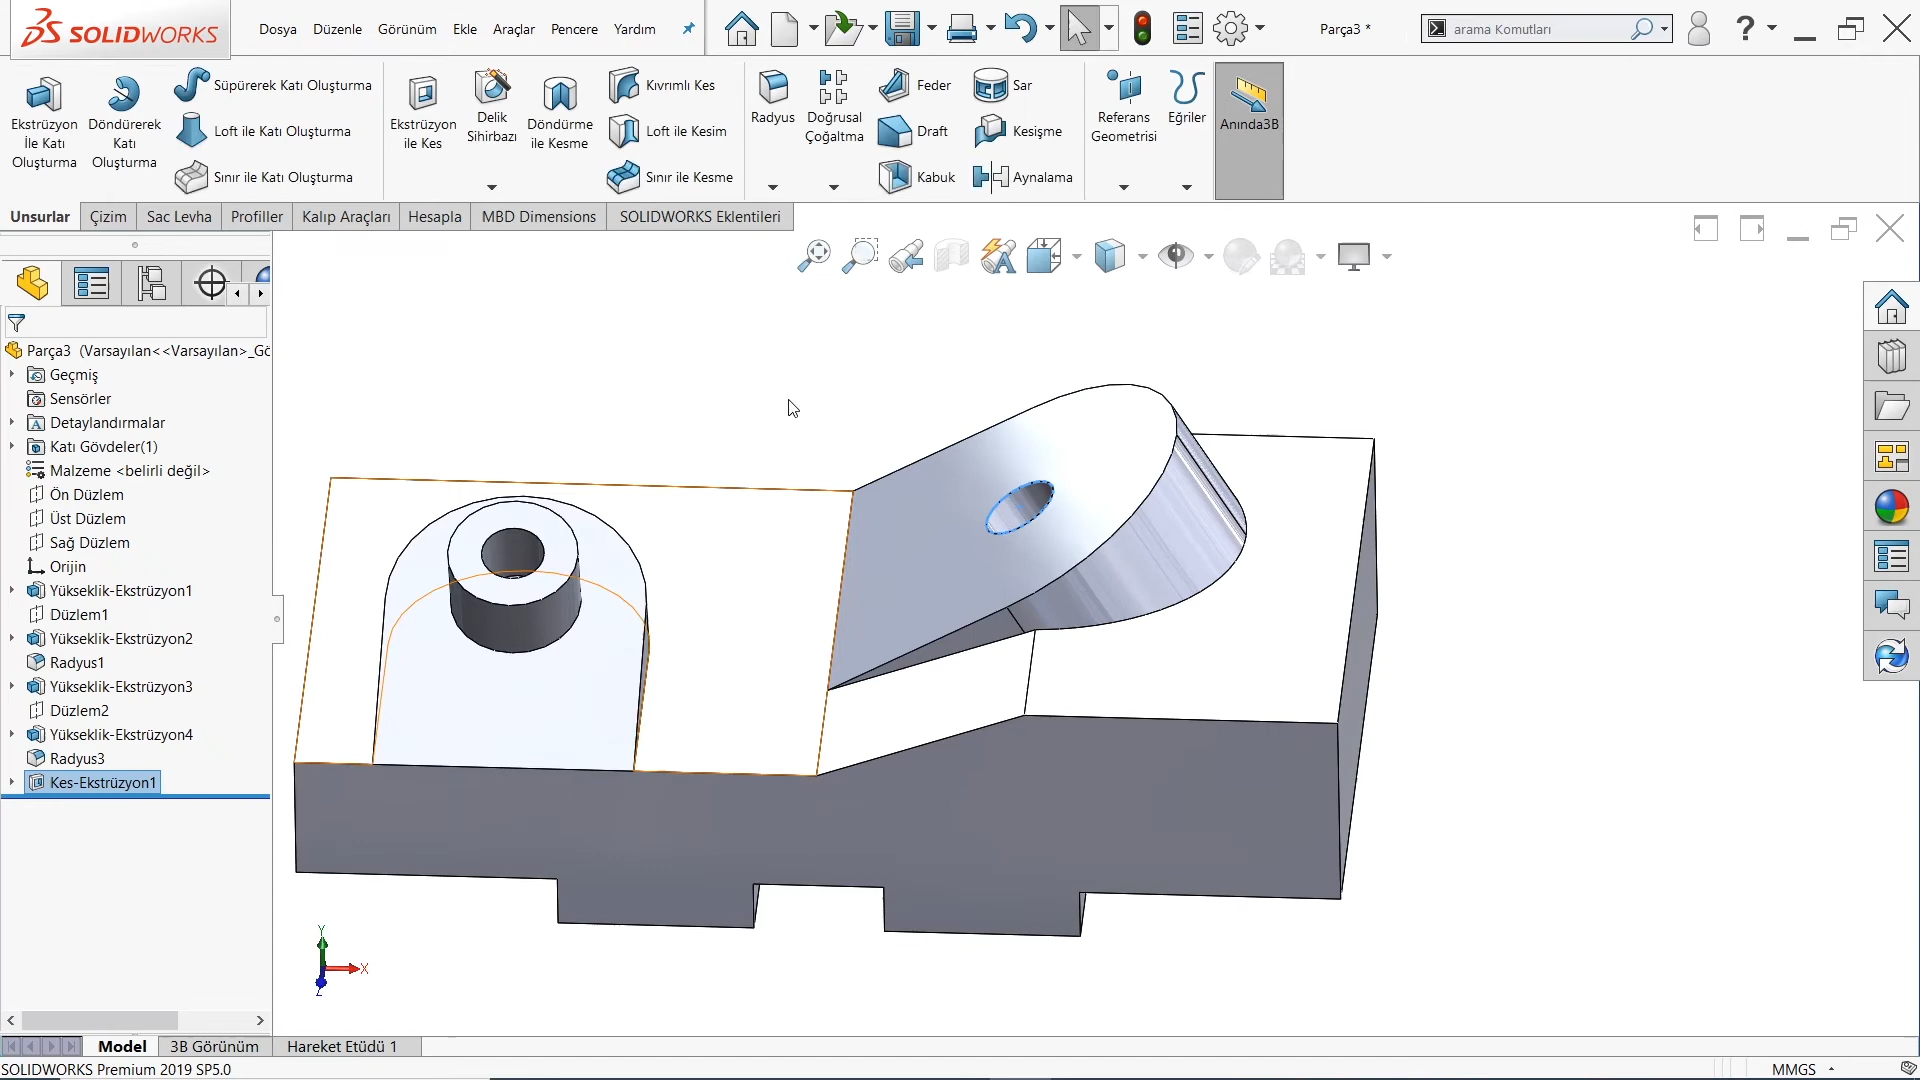 SOLIDWORKS
Dosya Düzenle Görünüm Ekle Araçlar Pencere Yardım
Parça3 *
arama Komutları
?
Ekstrüzyon İle Katı Oluşturma
Döndürerek Katı Oluşturma
Süpürerek Katı Oluşturma
Loft ile Katı Oluşturma
Sınır ile Katı Oluşturma
Ekstrüzyon ile Kes
Delik Sihirbazı
Döndürme ile Kesme
Kıvrımlı Kes
Loft ile Kesim
Sınır ile Kesme
Radyus
Doğrusal Çoğaltma
Feder
Draft
Kabuk
Sar
Kesişme
Aynalama
Referans Geometrisi
Eğriler
Anında3B
Unsurlar Çizim Sac Levha Profiller Kalıp Araçları Hesapla MBD Dimensions SOLIDWORKS Eklentileri
Parça3 (Varsayılan<<Varsayılan>_Gö
Geçmiş
Sensörler
Detaylandırmalar
Katı Gövdeler(1)
Malzeme <belirli değil>
Ön Düzlem
Üst Düzlem
Sağ Düzlem
Orijin
Yükseklik-Ekstrüzyon1
Düzlem1
Yükseklik-Ekstrüzyon2
Radyus1
Yükseklik-Ekstrüzyon3
Düzlem2
Yükseklik-Ekstrüzyon4
Radyus3
Kes-Ekstrüzyon1
Y
X
Z
Model 3B Görünüm Hareket Etüdü 1
SOLIDWORKS Premium 2019 SP5.0
MMGS